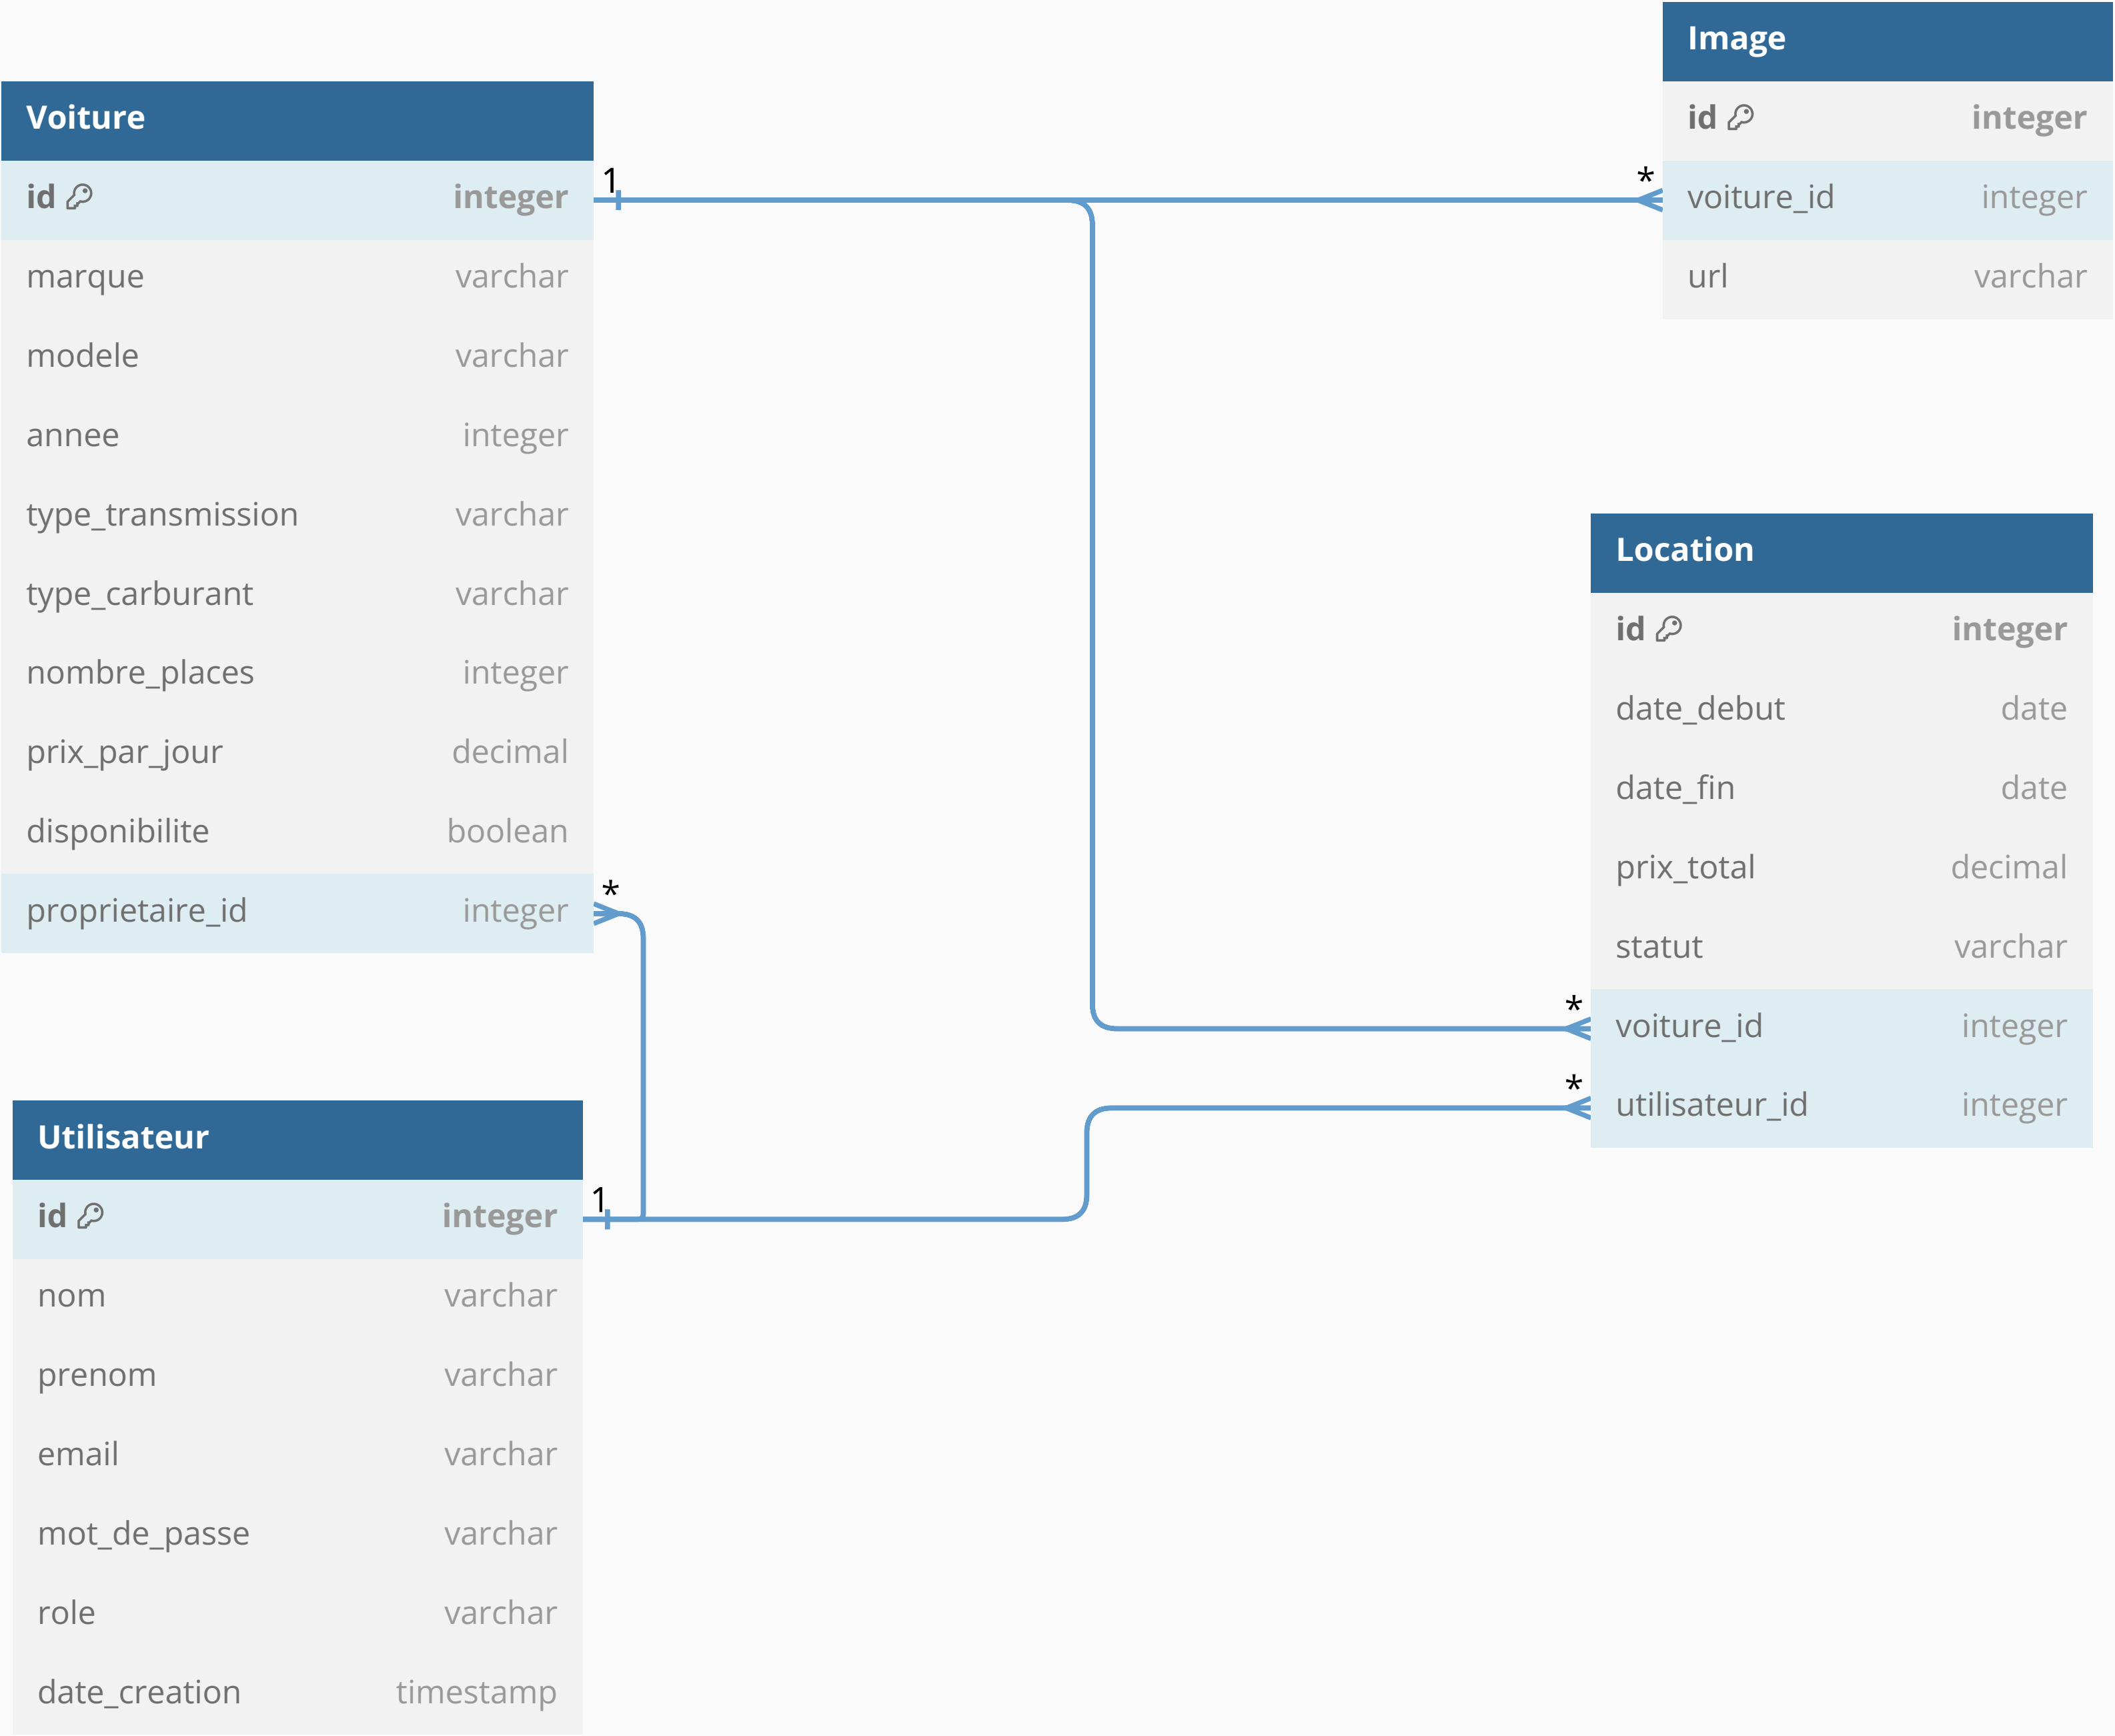 Voiture
id integer
marque varchar
modele varchar
annee integer
type_transmission varchar
type_carburant varchar
nombre_places integer
prix_par_jour decimal
disponibilite boolean
proprietaire_id integer
1
*
*
Image
id integer
voiture_id integer
url varchar
Location
id integer
date_debut date
date_fin date
prix_total decimal
statut varchar
voiture_id integer
utilisateur_id integer
*
*
Utilisateur
id integer
nom varchar
prenom varchar
email varchar
mot_de_passe varchar
role varchar
date_creation timestamp
1